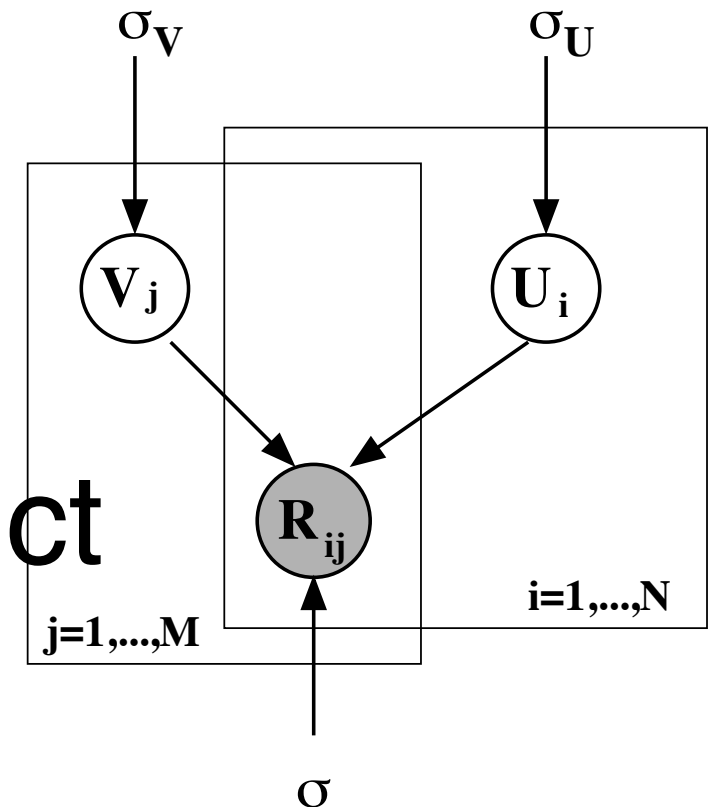 σV
σU
Vj
Ui
ct
Rij
i=1,...,N
j=1,...,M
σ